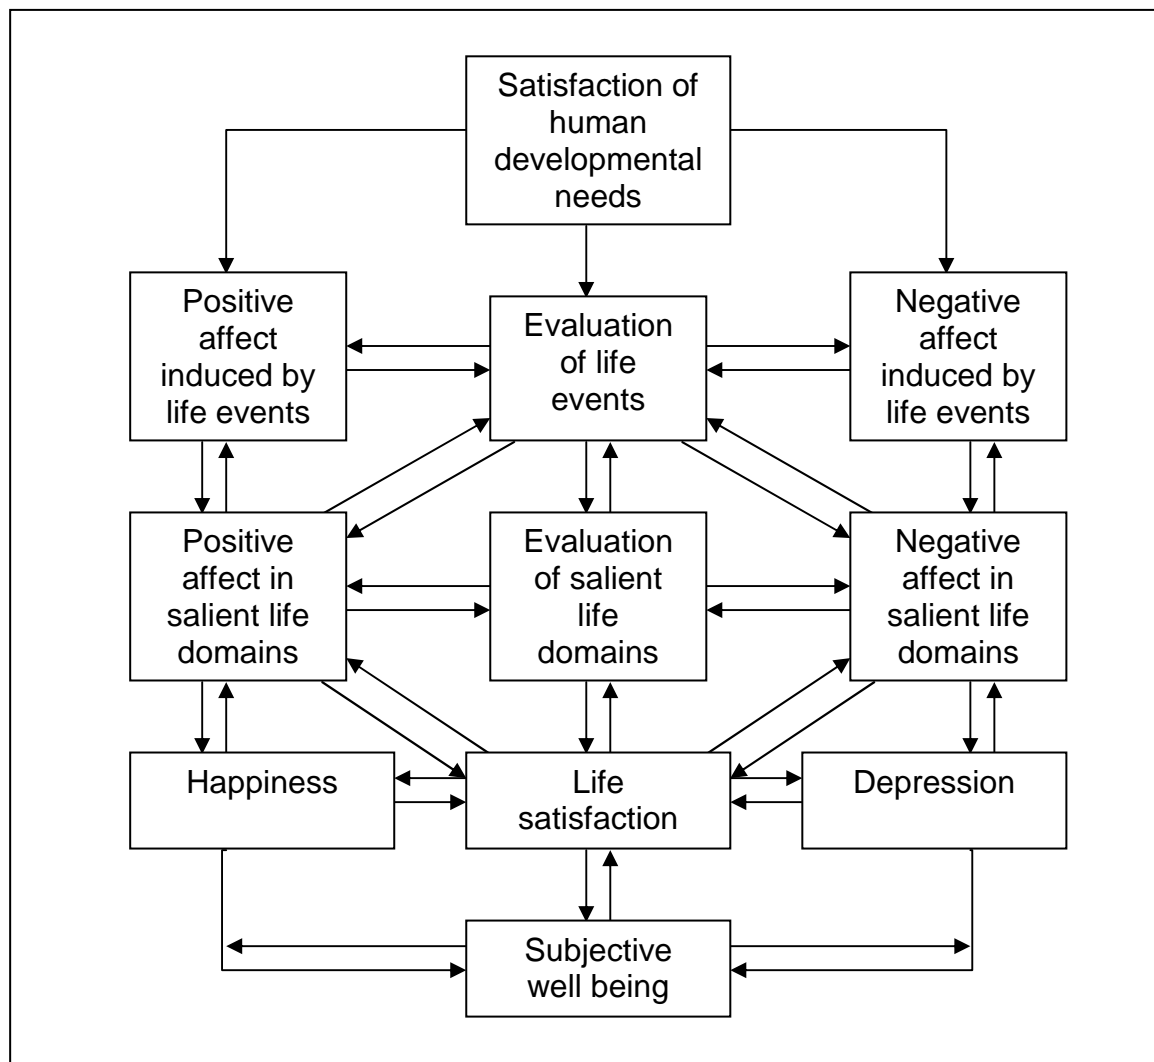 Satisfaction of
human
developmental
needs
Positive
affect
induced by
life events
Evaluation
of life
events
Negative
affect
induced by
life events
Positive
affect in
salient life
domains
Evaluation
of salient
life
domains
Negative
affect in
salient life
domains
Happiness
Life
satisfaction
Depression
Subjective
well being